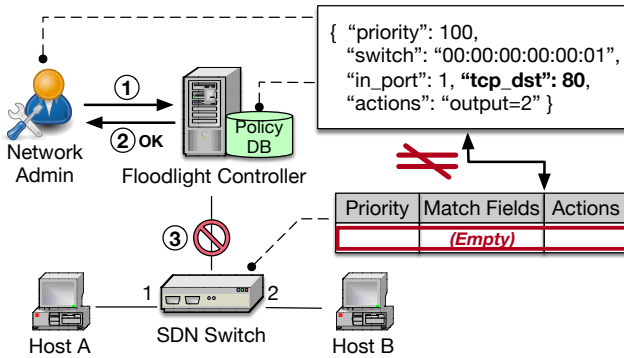 { “priority”: 100,
“switch”: “00:00:00:00:00:01”,
“in_port”: 1, “tcp_dst”: 80,
“actions”: “output=2” }
1
2 OK
Policy
DB
Network
Admin
Floodlight Controller
Priority Match Fields Actions
(Empty)
3
1
2
Host A
SDN Switch
Host B